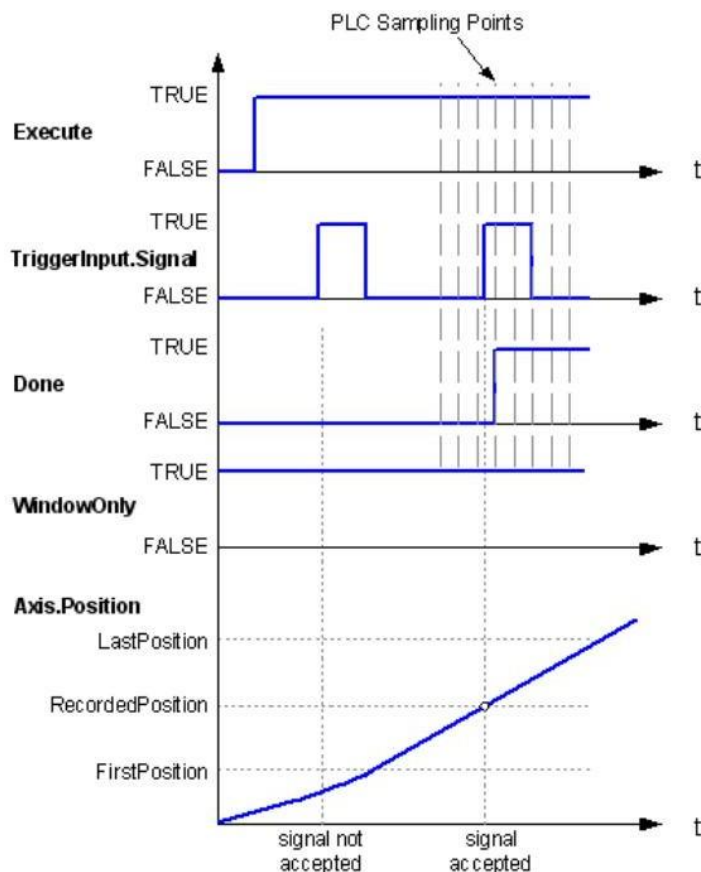 PLC Sampling Points
TRUE
Execute
FALSE
t
TRUE
TriggerInput.Signal
FALSE
t
TRUE
Done
FALSE
t
TRUE
WindowOnly
FALSE
t
Axis.Position
LastPosition
RecordedPosition
FirstPosition
t
signal not
accepted
signal
accepted